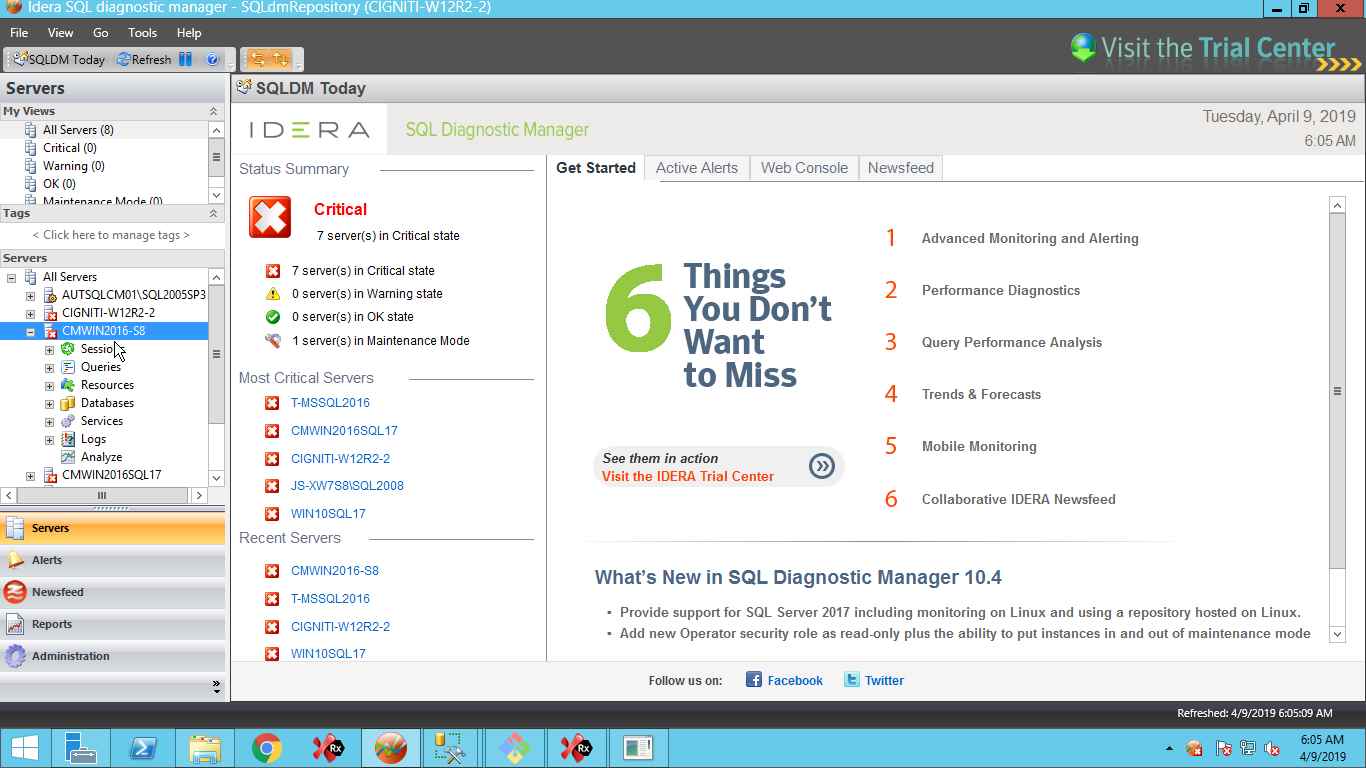 Idera SQL diagnostic manager - SQLdmRepository (CIGNITI-W12R2-2)
File View Go Tools Help
SQLDM Today Refresh
Visit the Trial Center
Servers
My Views
All Servers (8)
Critical (0)
Warning (0)
OK (0)
Maintenance Mode (0)
Tags
< Click here to manage tags >
Servers
All Servers
AUTSQLCM01\SQL2005SP3
CIGNITI-W12R2-2
CMWIN2016-S8
Sessions
Queries
Resources
Databases
Services
Logs
Analyze
CMWIN2016SQL17
Servers
Alerts
Newsfeed
Reports
Administration
SQLDM Today
IDERA SQL Diagnostic Manager
Tuesday, April 9, 2019
6:05 AM
Status Summary
Critical
7 server(s) in Critical state
7 server(s) in Critical state
0 server(s) in Warning state
0 server(s) in OK state
1 server(s) in Maintenance Mode
Most Critical Servers
T-MSSQL2016
CMWIN2016SQL17
CIGNITI-W12R2-2
JS-XW7S8\SQL2008
WIN10SQL17
Recent Servers
CMWIN2016-S8
T-MSSQL2016
CIGNITI-W12R2-2
WIN10SQL17
Get Started Active Alerts Web Console Newsfeed
6 Things
You Don't
Want
to Miss
See them in action
Visit the IDERA Trial Center
1 Advanced Monitoring and Alerting
2 Performance Diagnostics
3 Query Performance Analysis
4 Trends & Forecasts
5 Mobile Monitoring
6 Collaborative IDERA Newsfeed
What's New in SQL Diagnostic Manager 10.4
• Provide support for SQL Server 2017 including monitoring on Linux and using a repository hosted on Linux.
• Add new Operator security role as read-only plus the ability to put instances in and out of maintenance mode
Follow us on: Facebook Twitter
Refreshed: 4/9/2019 6:05:09 AM
Rx
Rx
6:05 AM
4/9/2019